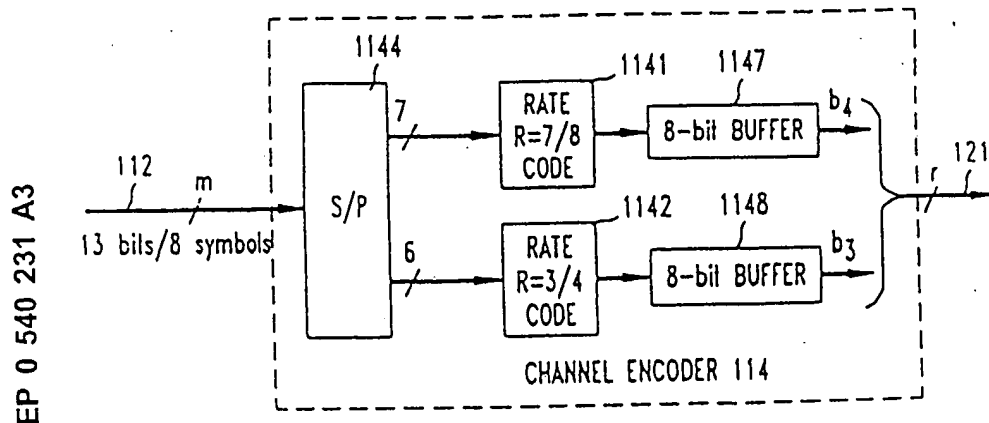 EP 0 540 231 A3
112
m
13 bils/8 symbols
1144
S/P
7
6
1141
RATE
R=7/8
CODE
1147
8-bit BUFFER
b4
1142
RATE
R=3/4
CODE
1148
8-bit BUFFER
b3
r
121
CHANNEL ENCODER 114